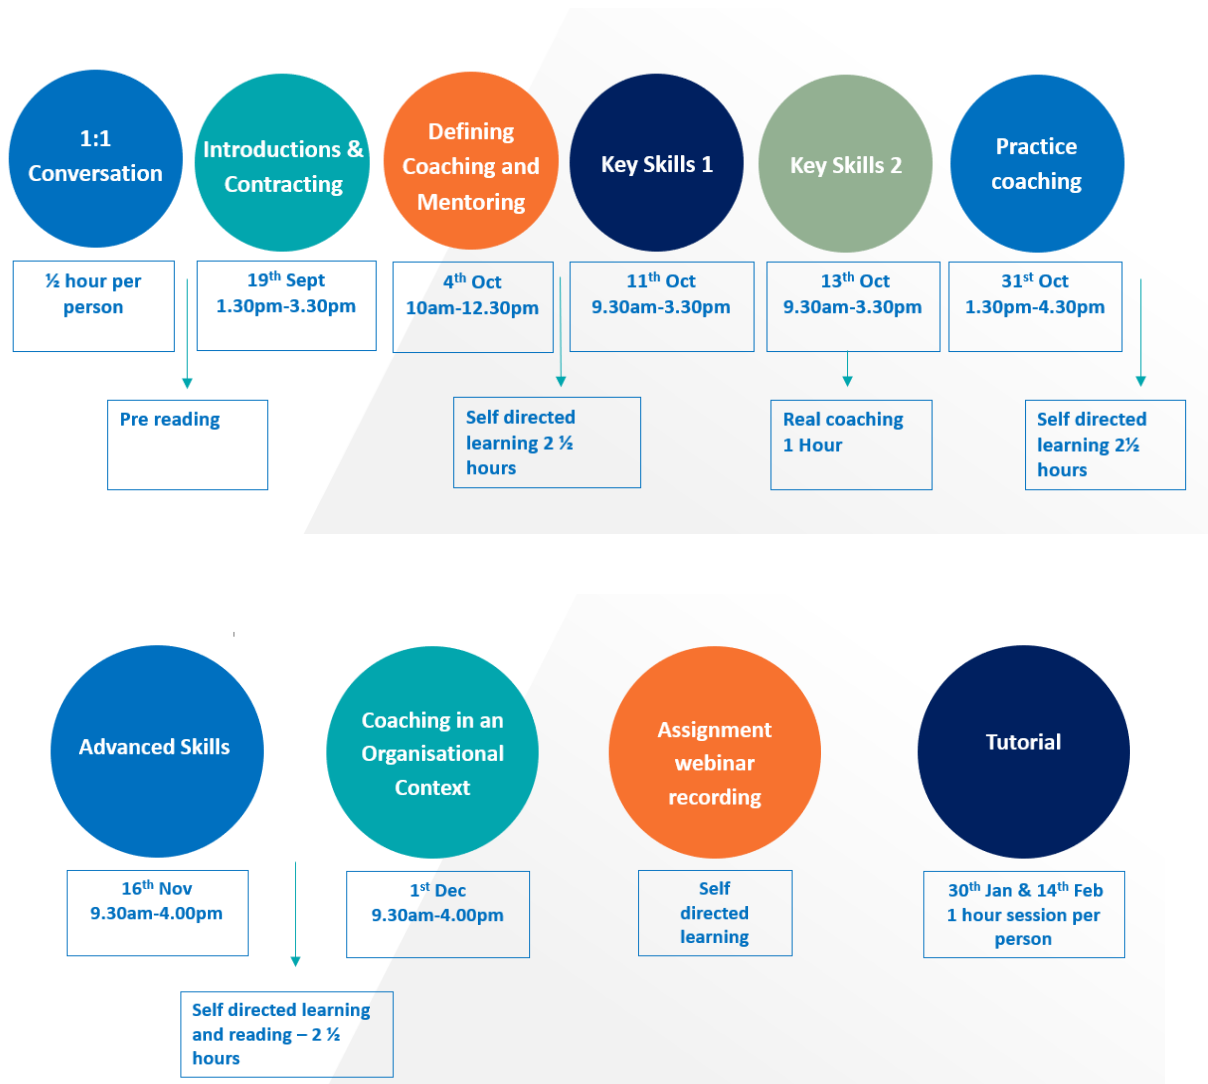 1:1
Conversation
Introductions &
Contracting
Defining
Coaching and
Mentoring
Key Skills 1
Key Skills 2
Practice
coaching
½ hour per
person
19th Sept
1.30pm-3.30pm
4th Oct
10am-12.30pm
11th Oct
9.30am-3.30pm
13th Oct
9.30am-3.30pm
31st Oct
1.30pm-4.30pm
Pre reading
Self directed
learning 2 ½
hours
Real coaching
1 Hour
Self directed
learning 2½
hours
Advanced Skills
Coaching in an
Organisational
Context
Assignment
webinar
recording
Tutorial
16th Nov
9.30am-4.00pm
1st Dec
9.30am-4.00pm
Self
directed
learning
30th Jan & 14th Feb
1 hour session per
person
Self directed learning
and reading – 2 ½
hours